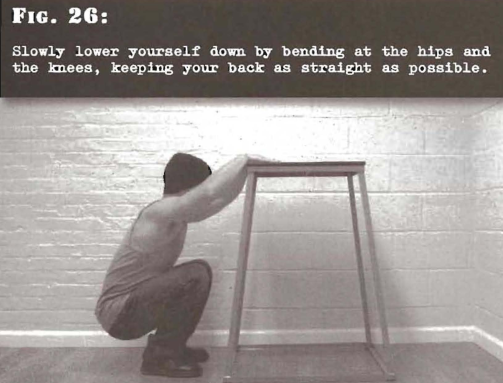 FIG. 26:
Slowly lower yourself down by bending at the hips and
the knees, keeping your back as straight as possible.